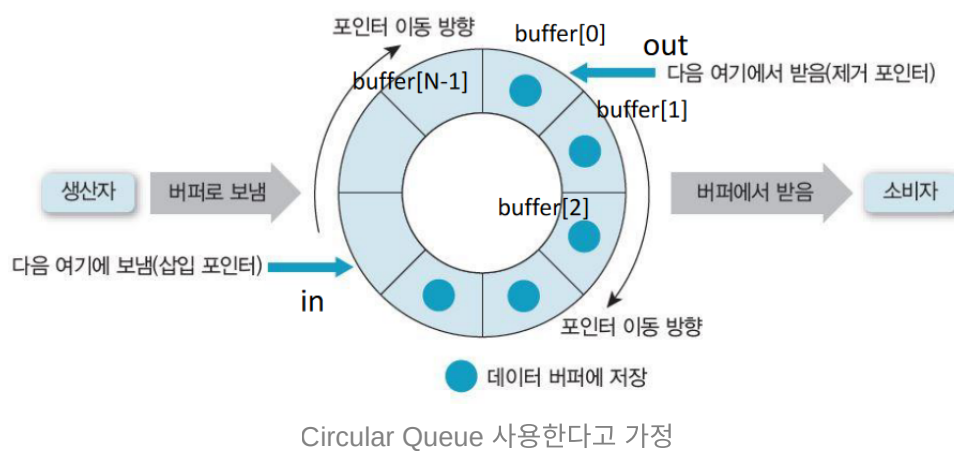 포인터 이동 방향
buffer[0]
out
다음 여기에서 받음(제거 포인터)
buffer[N-1]
buffer[1]
생산자
버퍼로 보냄
buffer[2]
버퍼에서 받음
소비자
다음 여기에 보냄(삽입 포인터)
in
포인터 이동 방향
데이터 버퍼에 저장
Circular Queue 사용한다고 가정